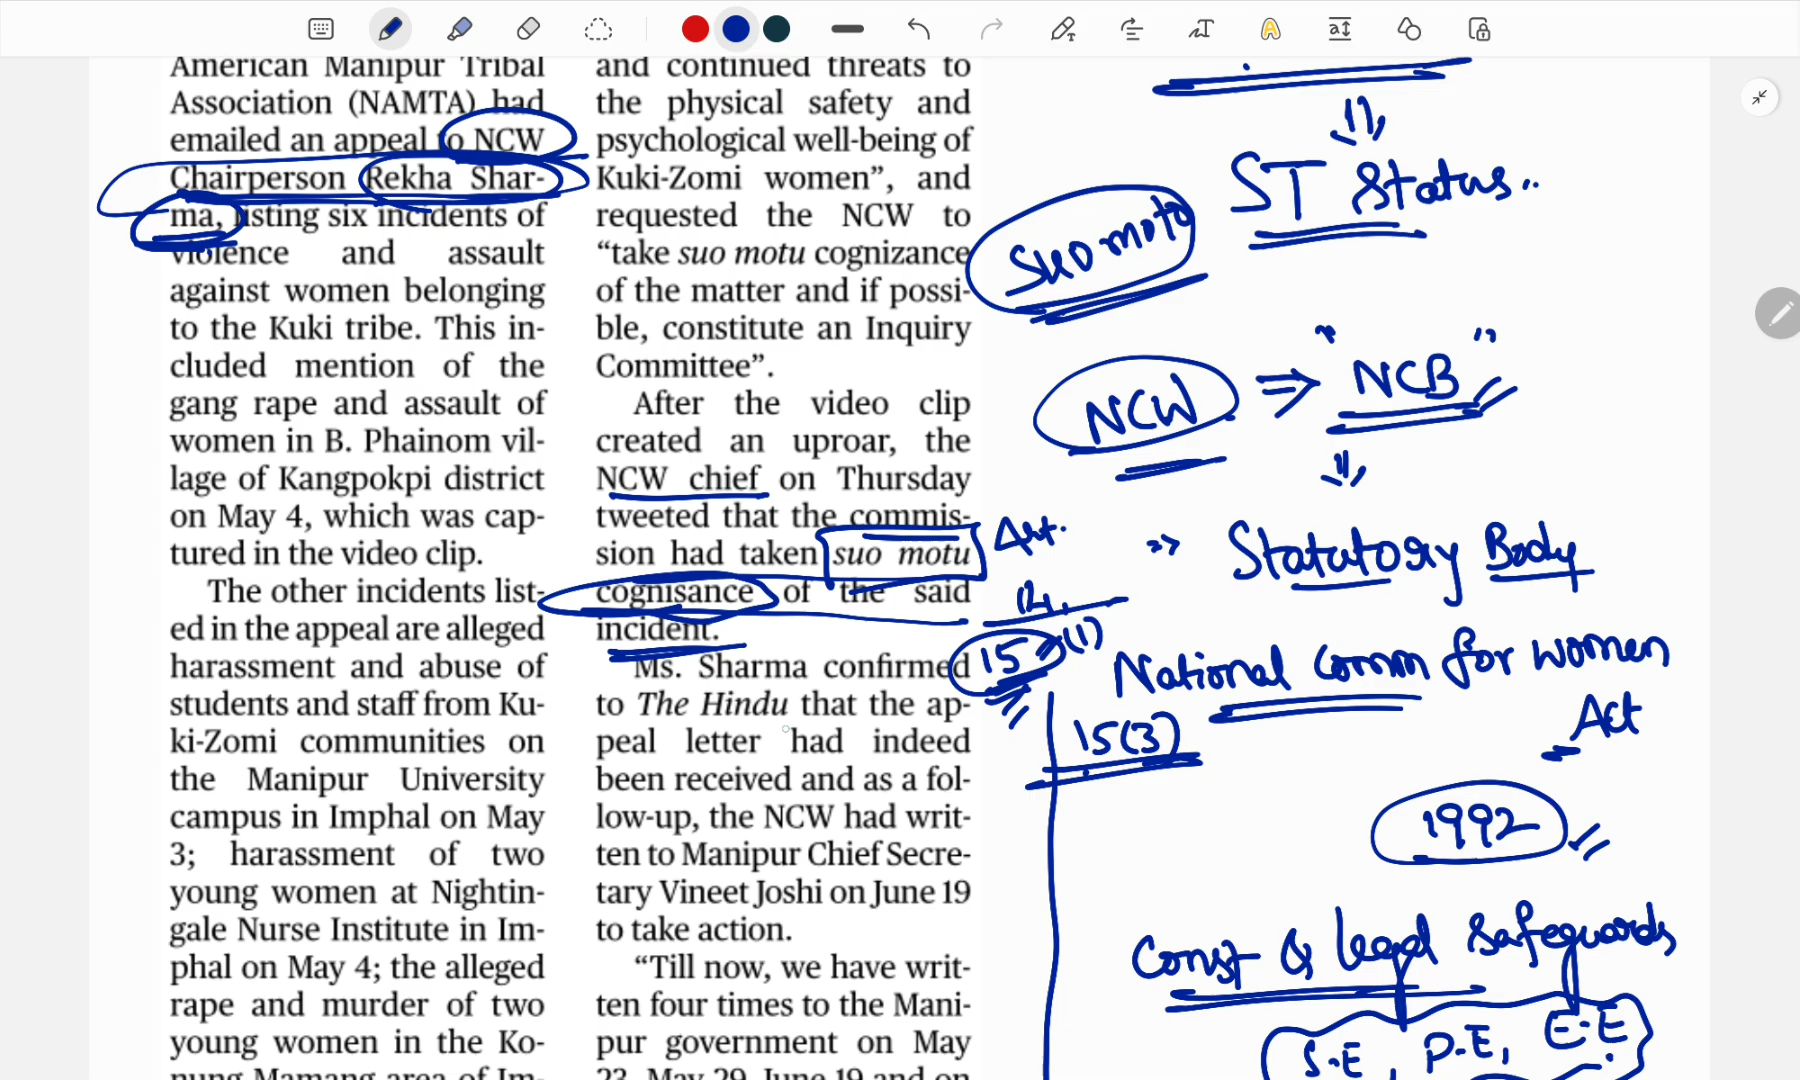 American Manipur Tribal
Association (NAMTA) had
emailed an appeal to NCW
Chairperson Rekha Shar-
ma, listing six incidents of
violence and assault
against women belonging
to the Kuki tribe. This in-
cluded mention of the
gang rape and assault of
women in B. Phainom vil-
lage of Kangpokpi district
on May 4, which was cap-
tured in the video clip.
The other incidents list-
ed in the appeal are alleged
harassment and abuse of
students and staff from Ku-
ki-Zomi communities on
the Manipur University
campus in Imphal on May
3; harassment of two
young women at Nightin-
gale Nurse Institute in Im-
phal on May 4; the alleged
rape and murder of two
young women in the Ko-
nung Mamang area of Im-
and continued threats to
the physical safety and
psychological well-being of
Kuki-Zomi women”, and
requested the NCW to
“take suo motu cognizance
of the matter and if possi-
ble, constitute an Inquiry
Committee”.
After the video clip
created an uproar, the
NCW chief on Thursday
tweeted that the commis-
sion had taken suo motu
cognisance of the said
incident.
Ms. Sharma confirmed
to The Hindu that the ap-
peal letter had indeed
been received and as a fol-
low-up, the NCW had writ-
ten to Manipur Chief Secre-
tary Vineet Joshi on June 19
to take action.
“Till now, we have writ-
ten four times to the Mani-
pur government on May
23, May 29, June 19 and on
ST Status..
Suo moto
NCW ⇒ "NCB"
Art.
14,
15 (1)
15(3)
⇒ Statutory Body
National Comm for women
Act
1992
Const & legal Safeguards
S.E, P.E, E.E